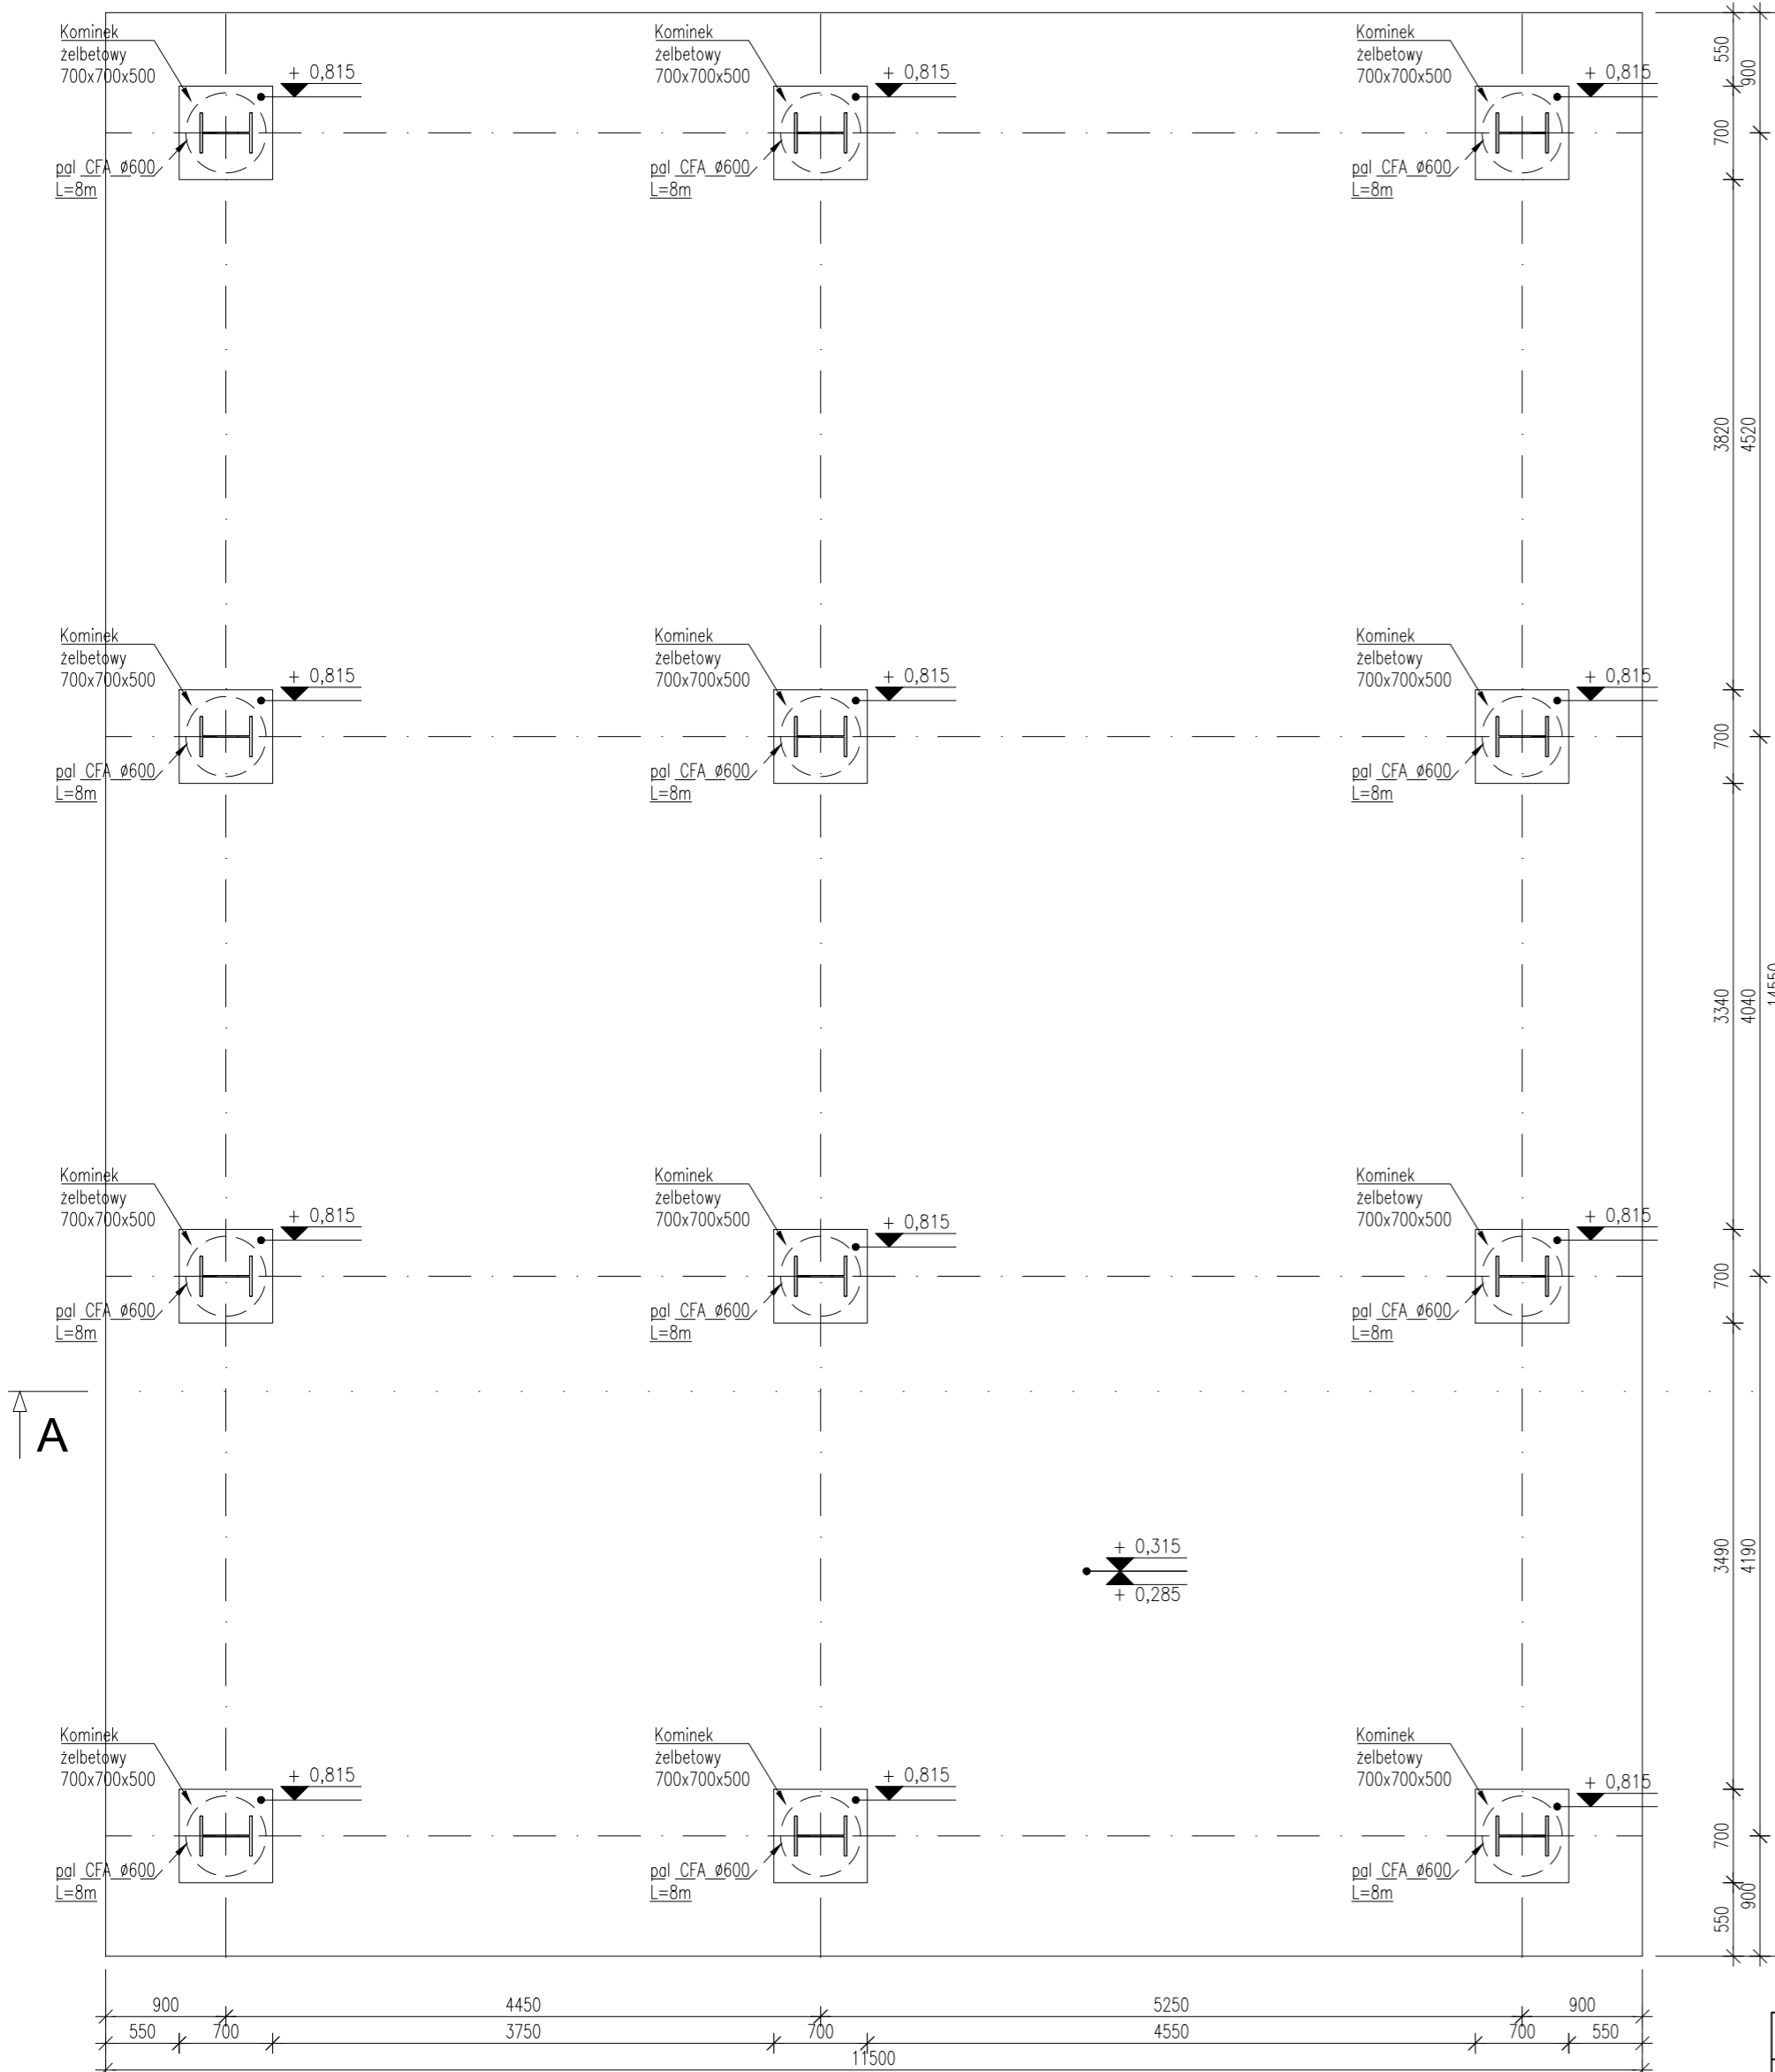 Kominek
żelbetowy
700x700x500
+ 0,815
pal CFA ø600
L=8m
Kominek
żelbetowy
700x700x500
+ 0,815
pal CFA ø600
L=8m
Kominek
żelbetowy
700x700x500
+ 0,815
pal CFA ø600
L=8m
550
900
700
3820
4520
Kominek
żelbetowy
700x700x500
+ 0,815
pal CFA ø600
L=8m
Kominek
żelbetowy
700x700x500
+ 0,815
pal CFA ø600
L=8m
Kominek
żelbetowy
700x700x500
+ 0,815
pal CFA ø600
L=8m
700
3340
4040
14550
Kominek
żelbetowy
700x700x500
+ 0,815
pal CFA ø600
L=8m
Kominek
żelbetowy
700x700x500
+ 0,815
pal CFA ø600
L=8m
Kominek
żelbetowy
700x700x500
+ 0,815
pal CFA ø600
L=8m
700
A
+ 0,315
+ 0,285
3490
4190
Kominek
żelbetowy
700x700x500
+ 0,815
pal CFA ø600
L=8m
Kominek
żelbetowy
700x700x500
+ 0,815
pal CFA ø600
L=8m
Kominek
żelbetowy
700x700x500
+ 0,815
pal CFA ø600
L=8m
700
900
550
900 4450 5250 900
550 700 3750 700 4550 700 550
11500